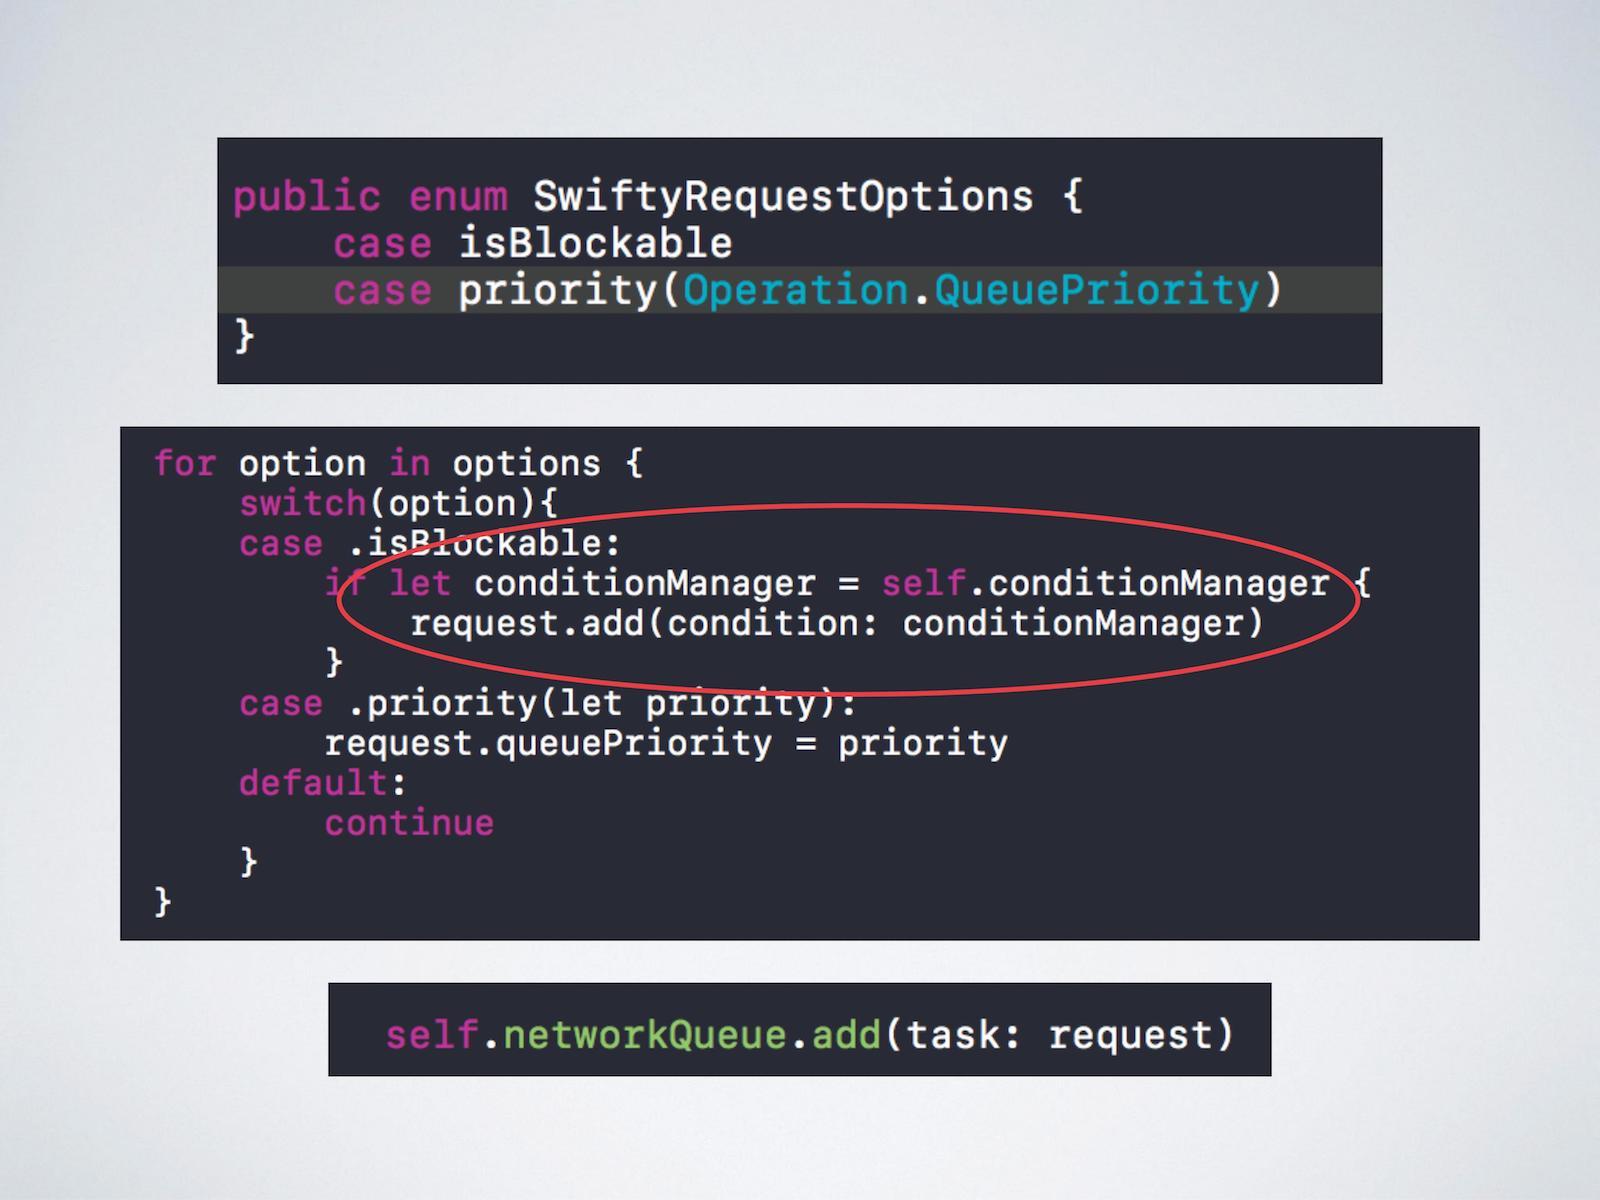 public enum SwiftyRequestOptions {
    case isBlockable
    case priority(Operation.QueuePriority)
}
for option in options {
    switch(option){
    case .isBlockable:
        if let conditionManager = self.conditionManager {
            request.add(condition: conditionManager)
        }
    case .priority(let priority):
        request.queuePriority = priority
    default:
        continue
    }
}
self.networkQueue.add(task: request)